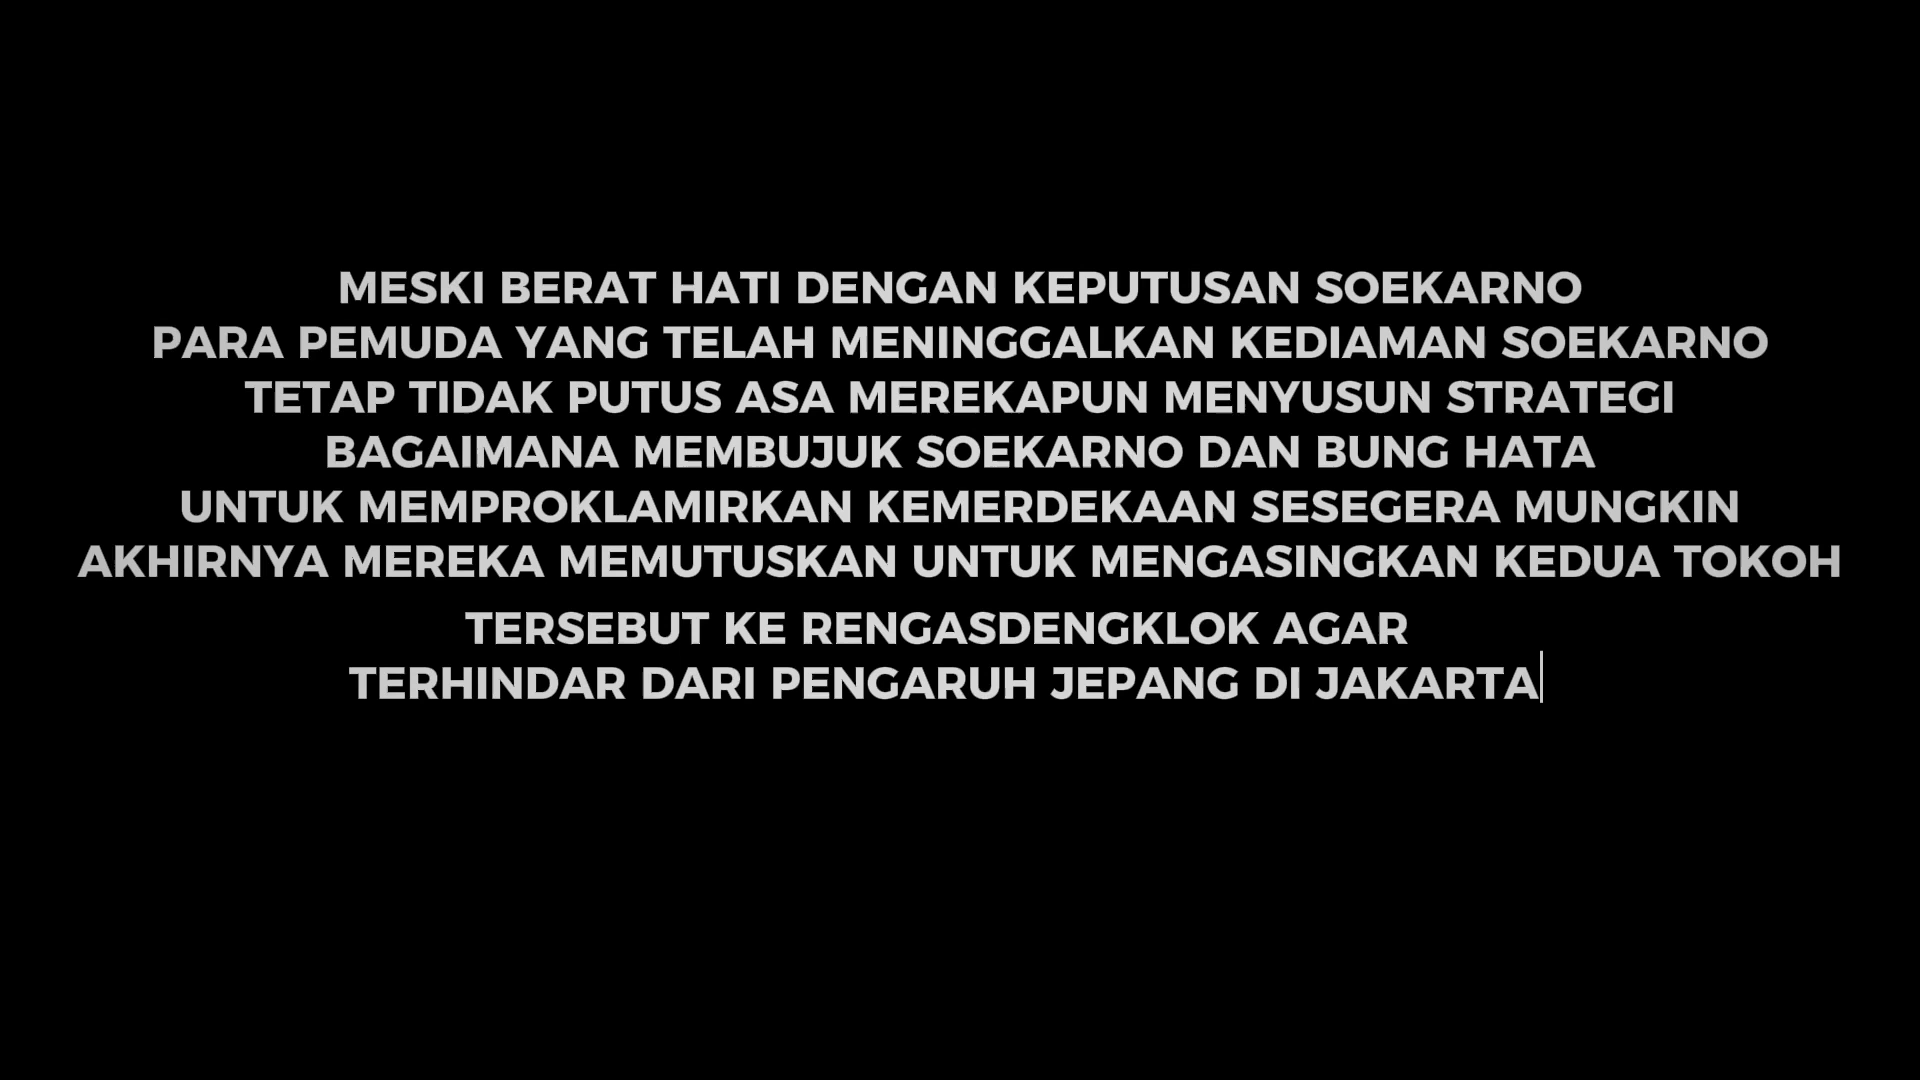 MESKI BERAT HATI DENGAN KEPUTUSAN SOEKARNO
PARA PEMUDA YANG TELAH MENINGGALKAN KEDIAMAN SOEKARNO
TETAP TIDAK PUTUS ASA MEREKAPUN MENYUSUN STRATEGI
BAGAIMANA MEMBUJUK SOEKARNO DAN BUNG HATA
UNTUK MEMPROKLAMIRKAN KEMERDEKAAN SESEGERA MUNGKIN
AKHIRNYA MEREKA MEMUTUSKAN UNTUK MENGASINGKAN KEDUA TOKOH
TERSEBUT KE RENGASDENGKLOK AGAR
TERHINDAR DARI PENGARUH JEPANG DI JAKARTA